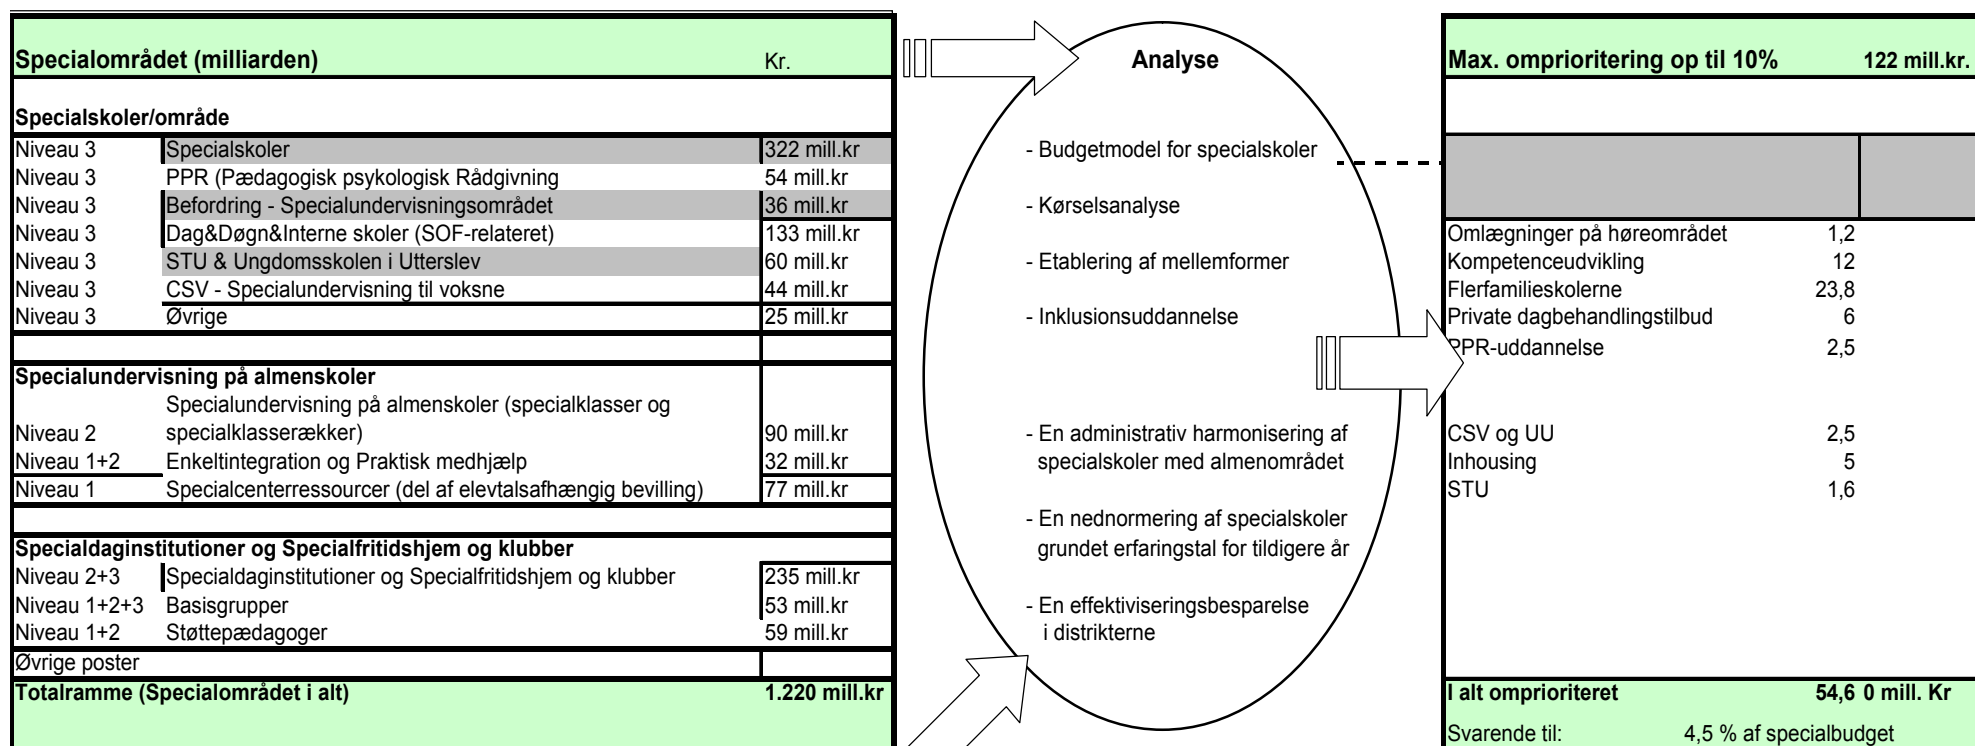 Specialområdet (milliarden) Kr.
Specialskoler/område
Niveau 3 Specialskoler 322 mill.kr
Niveau 3 PPR (Pædagogisk psykologisk Rådgivning 54 mill.kr
Niveau 3 Befordring - Specialundervisningsområdet 36 mill.kr
Niveau 3 Dag&Døgn&Interne skoler (SOF-relateret) 133 mill.kr
Niveau 3 STU & Ungdomsskolen i Utterslev 60 mill.kr
Niveau 3 CSV - Specialundervisning til voksne 44 mill.kr
Niveau 3 Øvrige 25 mill.kr
Specialundervisning på almenskoler
Specialundervisning på almenskoler (specialklasser og
Niveau 2 specialklasserækker) 90 mill.kr
Niveau 1+2 Enkeltintegration og Praktisk medhjælp 32 mill.kr
Niveau 1 Specialcenterressourcer (del af elevtalsafhængig bevilling) 77 mill.kr
Specialdaginstitutioner og Specialfritidshjem og klubber
Niveau 2+3 Specialdaginstitutioner og Specialfritidshjem og klubber 235 mill.kr
Niveau 1+2+3 Basisgrupper 53 mill.kr
Niveau 1+2 Støttepædagoger 59 mill.kr
Øvrige poster
Totalramme (Specialområdet i alt) 1.220 mill.kr
Analyse
- Budgetmodel for specialskoler
- Kørselsanalyse
- Etablering af mellemformer
- Inklusionsuddannelse
- En administrativ harmonisering af
specialskoler med almenområdet
- En nednormering af specialskoler
grundet erfaringstal for tildigere år
- En effektiviseringsbesparelse
i distrikterne
Max. omprioritering op til 10% 122 mill.kr.
Omlægninger på høreområdet 1,2
Kompetenceudvikling 12
Flerfamilieskolerne 23,8
Private dagbehandlingstilbud 6
PPR-uddannelse 2,5
CSV og UU 2,5
Inhousing 5
STU 1,6
I alt omprioriteret 54,6 0 mill. Kr
Svarende til: 4,5 % af specialbudget